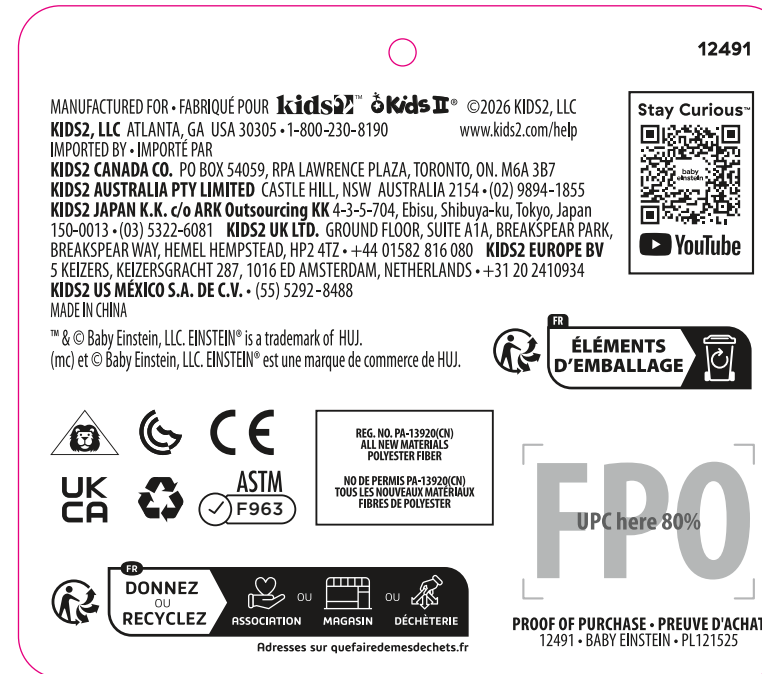 12491
MANUFACTURED FOR • FABRIQUÉ POUR kids2™ Kids II® ©2026 KIDS2, LLC
KIDS2, LLC ATLANTA, GA USA 30305 • 1-800-230-8190 www.kids2.com/help
IMPORTED BY • IMPORTÉ PAR
KIDS2 CANADA CO. PO BOX 54059, RPA LAWRENCE PLAZA, TORONTO, ON. M6A 3B7
KIDS2 AUSTRALIA PTY LIMITED CASTLE HILL, NSW AUSTRALIA 2154 • (02) 9894-1855
KIDS2 JAPAN K.K. c/o ARK Outsourcing KK 4-3-5-704, Ebisu, Shibuya-ku, Tokyo, Japan
150-0013 • (03) 5322-6081 KIDS2 UK LTD. GROUND FLOOR, SUITE A1A, BREAKSPEAR PARK,
BREAKSPEAR WAY, HEMEL HEMPSTEAD, HP2 4TZ • +44 01582 816 080 KIDS2 EUROPE BV
5 KEIZERS, KEIZERSGRACHT 287, 1016 ED AMSTERDAM, NETHERLANDS • +31 20 2410934
KIDS2 US MÉXICO S.A. DE C.V. • (55) 5292-8488
MADE IN CHINA
™ & © Baby Einstein, LLC. EINSTEIN® is a trademark of HUJ.
(mc) et © Baby Einstein, LLC. EINSTEIN® est une marque de commerce de HUJ.
Stay Curious™
baby
einstein
YouTube
FR
ÉLÉMENTS
D'EMBALLAGE
CE
UK
CA
ASTM
F963
REG. NO. PA-13920(CN)
ALL NEW MATERIALS
POLYESTER FIBER
NO DE PERMIS PA-13920(CN)
TOUS LES NOUVEAUX MATÉRIAUX
FIBRES DE POLYESTER
FPO
UPC here 80%
FR
DONNEZ
OU
RECYCLEZ
ASSOCIATION
OU
MAGASIN
OU
DÉCHÈTERIE
Adresses sur quefairedemesdechets.fr
PROOF OF PURCHASE • PREUVE D'ACHAT
12491 • BABY EINSTEIN • PL121525